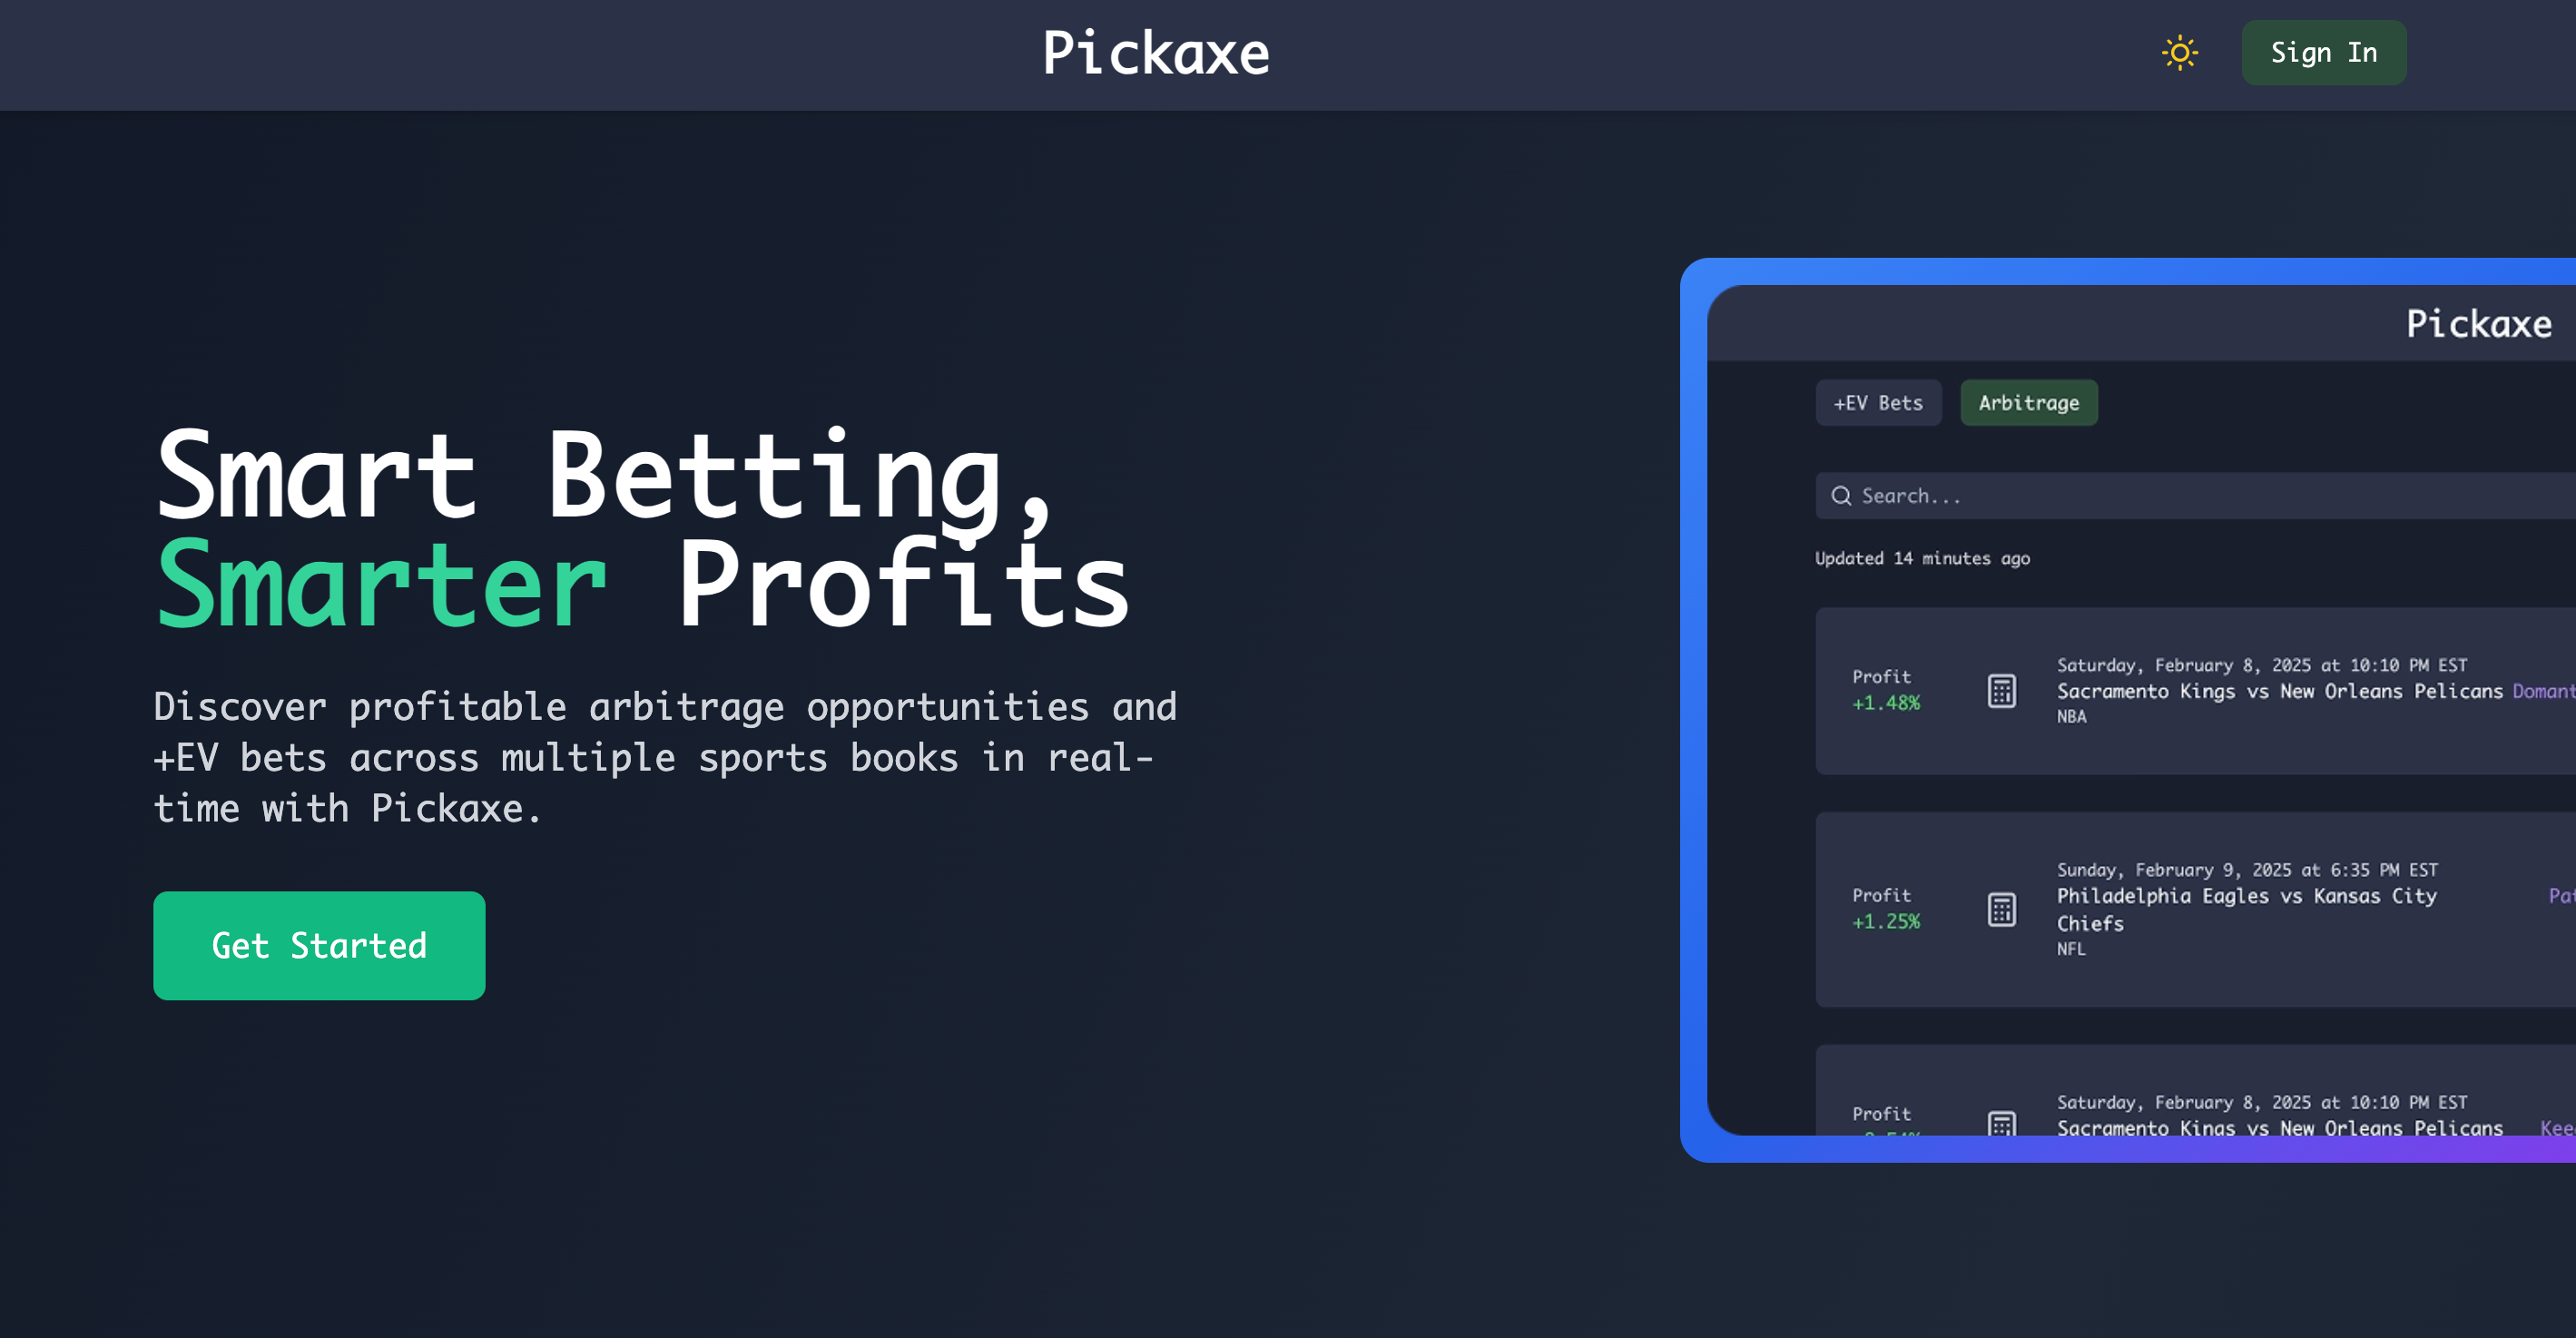 Pickaxe
Sign In
Smart Betting,
Smarter Profits
Discover profitable arbitrage opportunities and
+EV bets across multiple sports books in real-
time with Pickaxe.
Get Started
Pickaxe
+EV Bets
Arbitrage
Search...
Updated 14 minutes ago
Profit
+1.48%
Saturday, February 8, 2025 at 10:10 PM EST
Sacramento Kings vs New Orleans Pelicans
NBA
Profit
+1.25%
Sunday, February 9, 2025 at 6:35 PM EST
Philadelphia Eagles vs Kansas City
Chiefs
NFL
Profit
Saturday, February 8, 2025 at 10:10 PM EST
Sacramento Kings vs New Orleans Pelicans